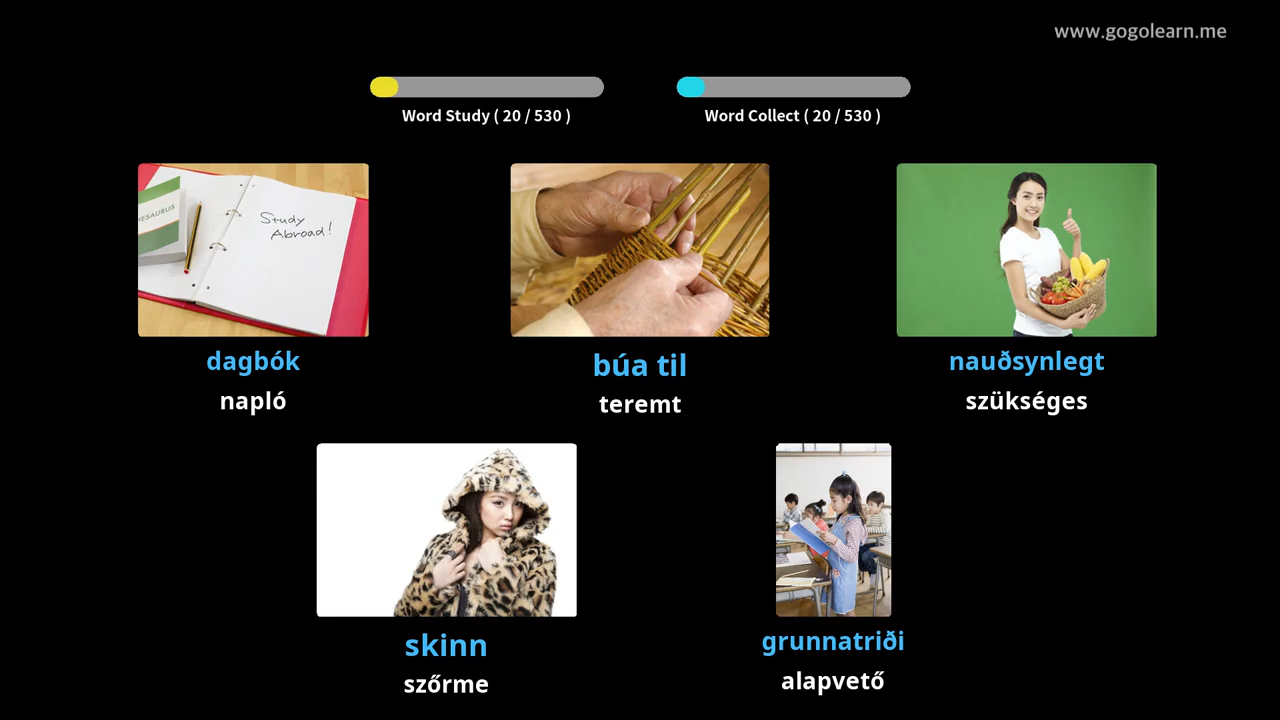 www.gogolearn.me
Word Study ( 20 / 530 )
Word Collect ( 20 / 530 )
HESAURUS
Study
Abroad!
dagbók
búa til
nauðsynlegt
napló
teremt
szükséges
skinn
grunnatriði
szőrme
alapvető